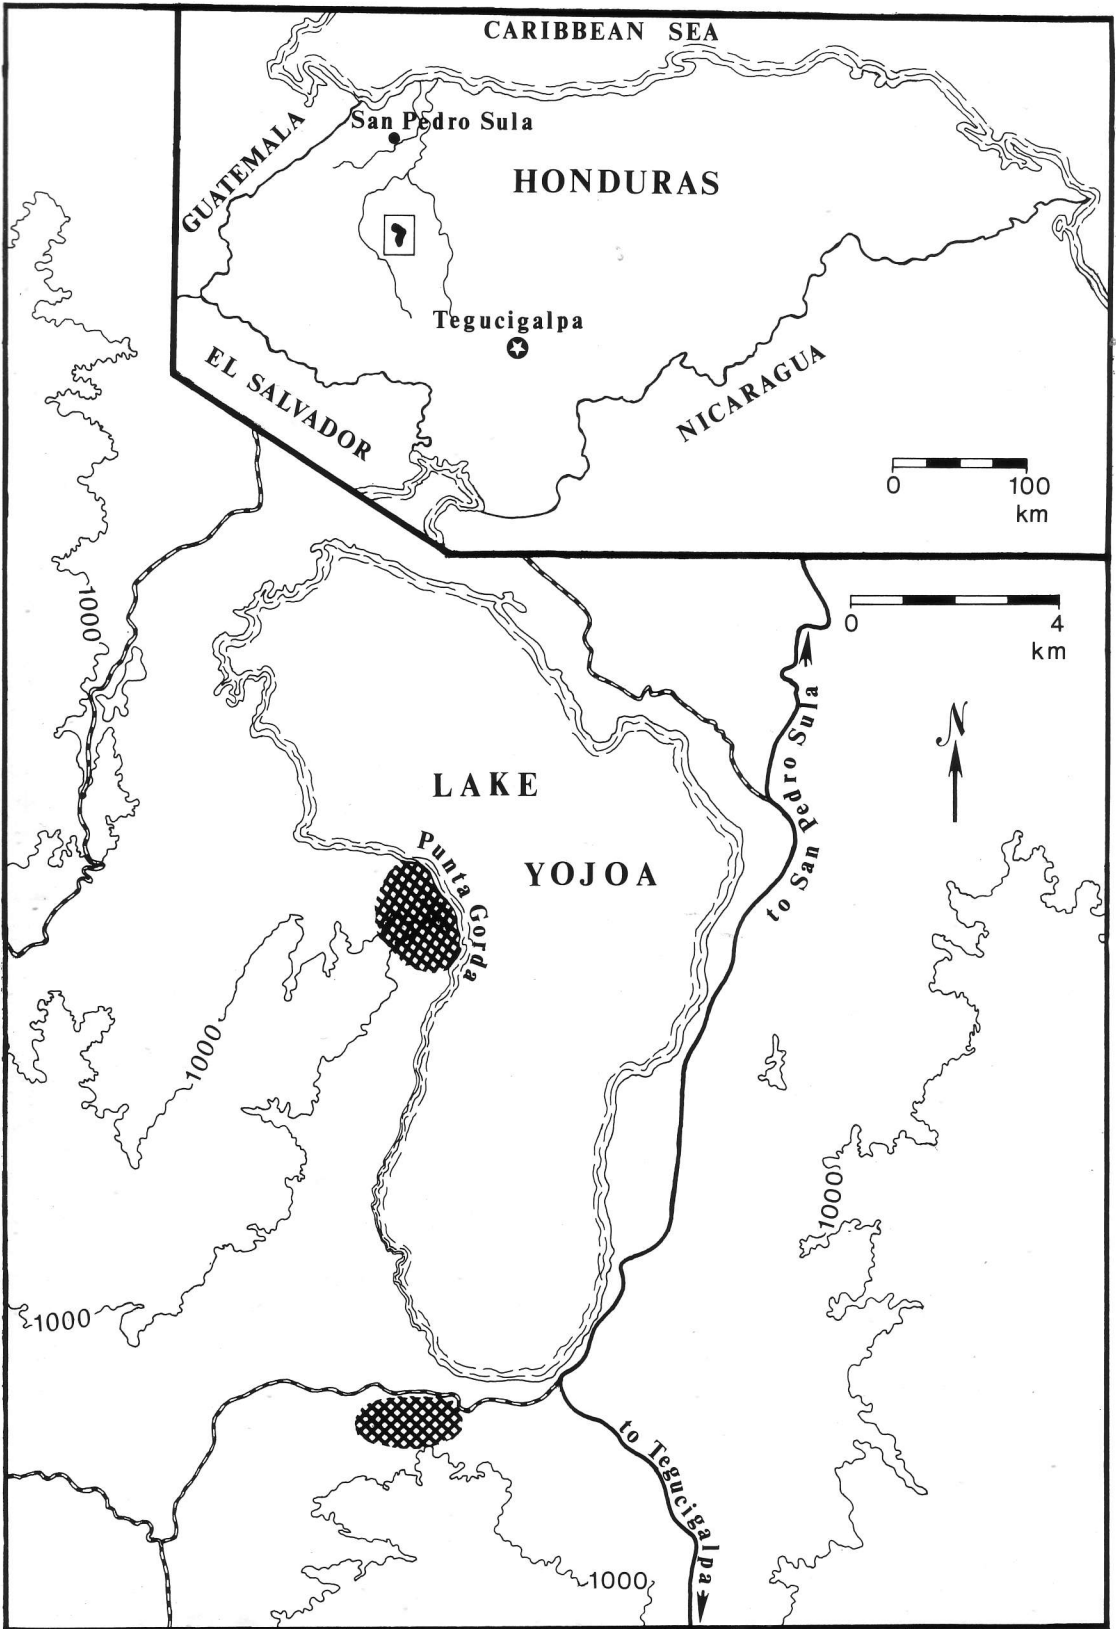 CARIBBEAN SEA
San Pedro Sula
GUATEMALA
HONDURAS
Tegucigalpa
EL SALVADOR
NICARAGUA
0 100
km
1000
0 4
km
to San Pedro Sula
N
LAKE
YOJOA
Punta Gorda
1000
1000
1000
to Tegucigalpa
1000